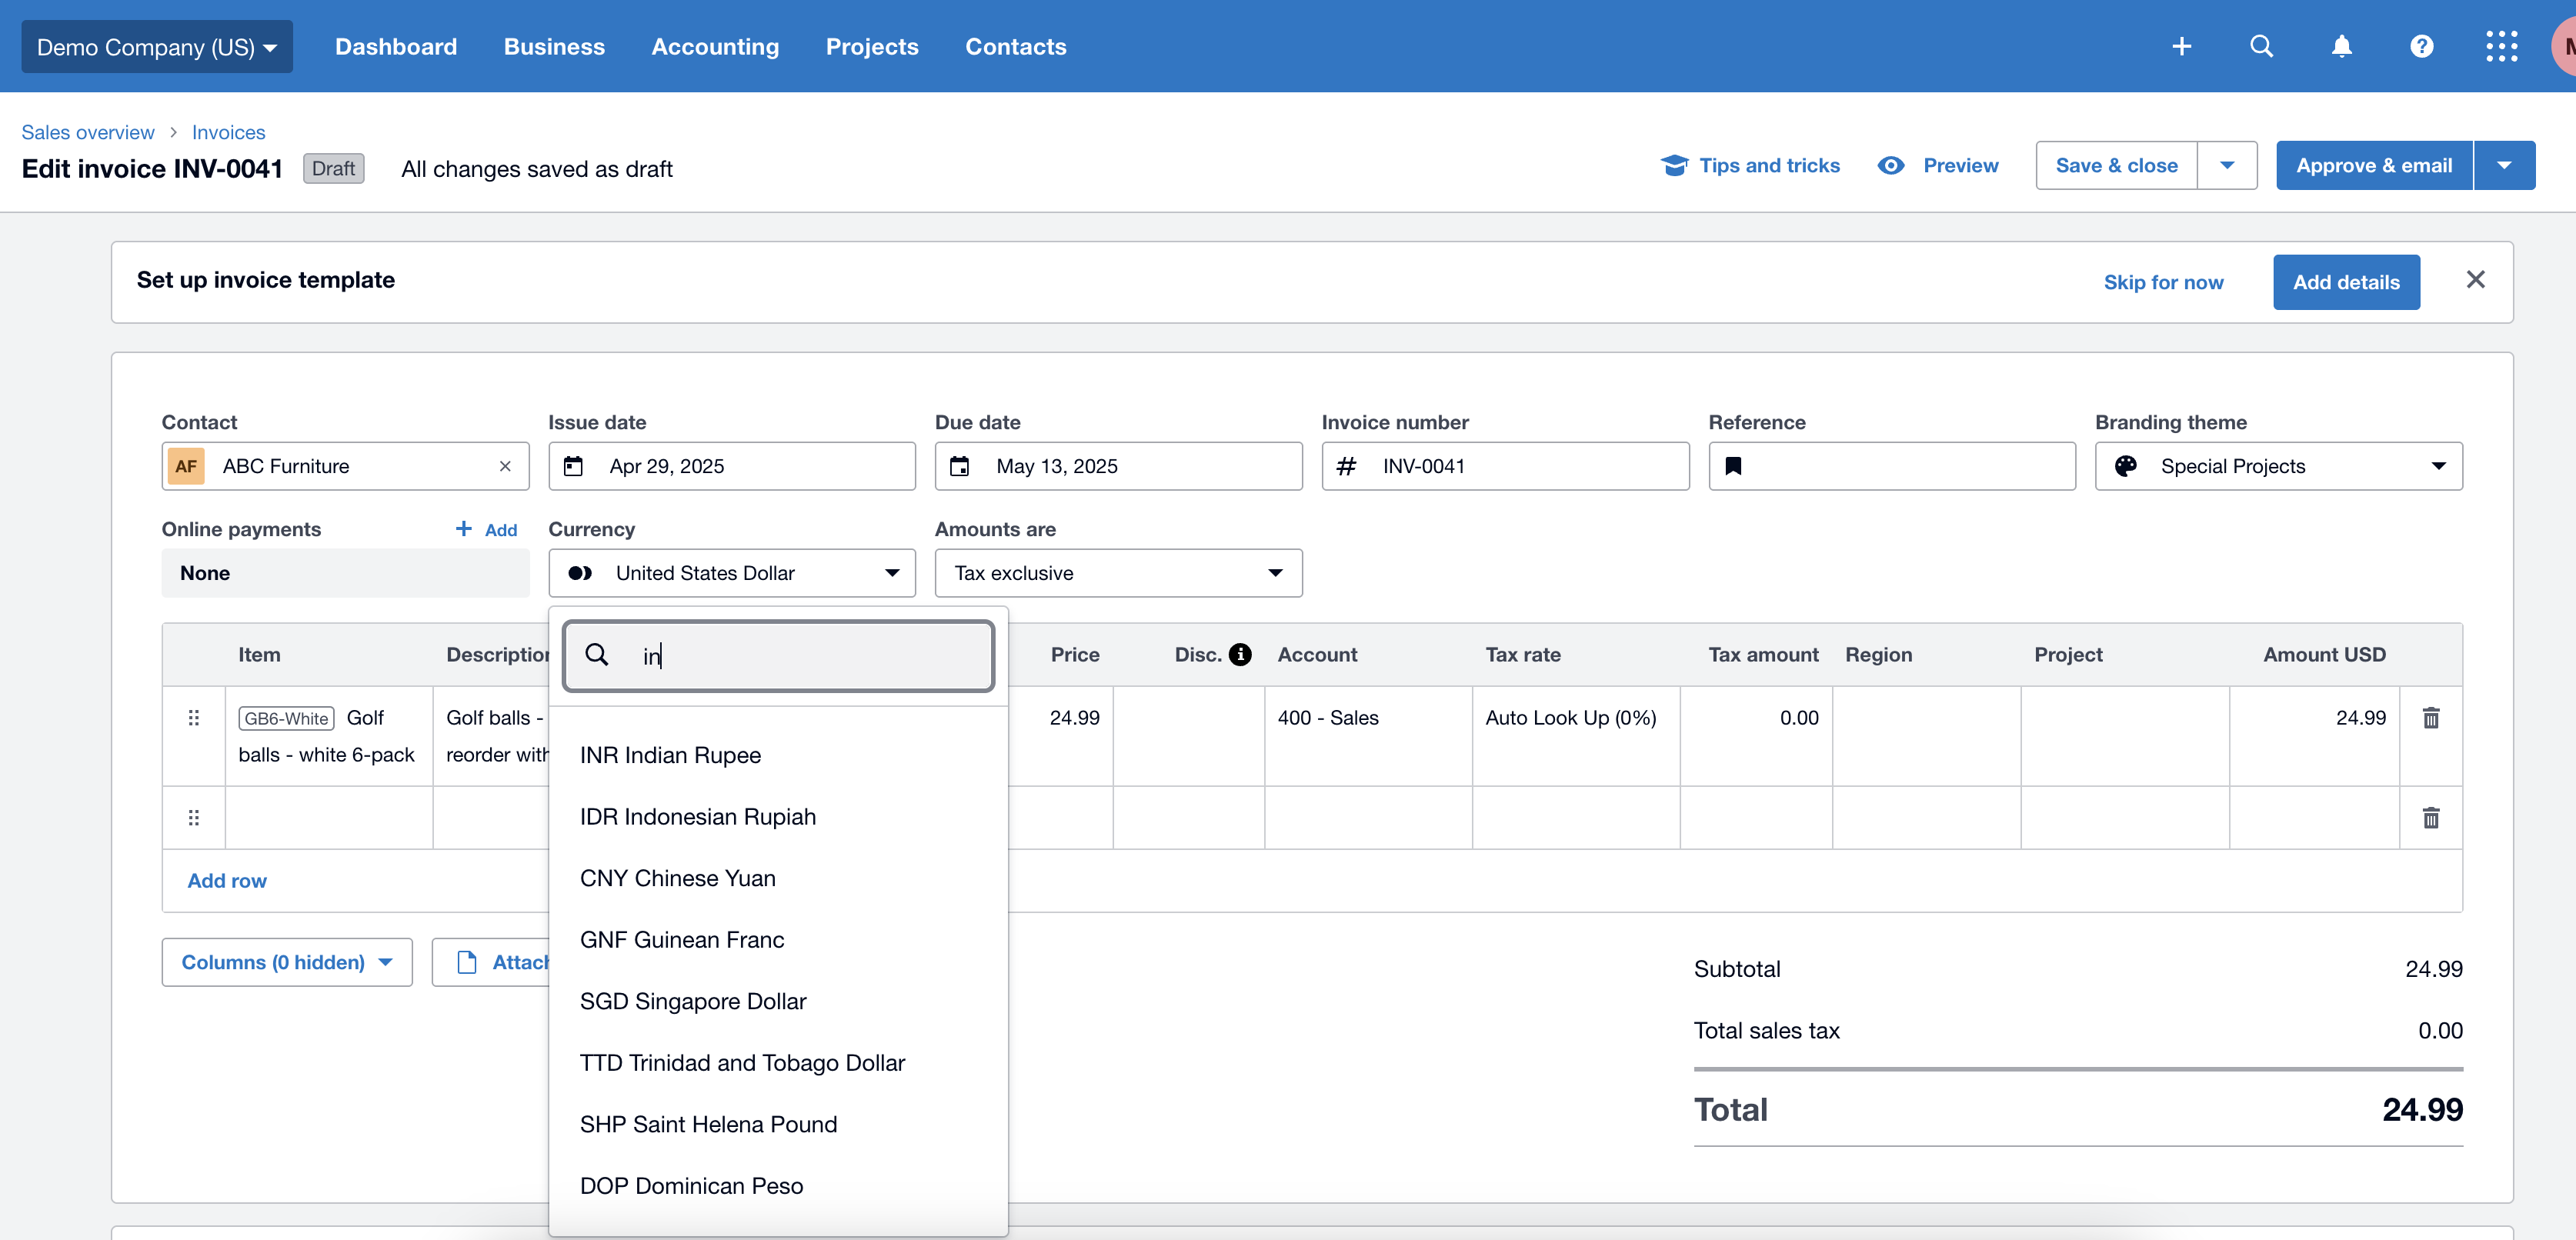 Demo Company (US)
Dashboard
Business
Accounting
Projects
Contacts
Sales overview > Invoices
Edit invoice INV-0041
Draft
All changes saved as draft
Tips and tricks
Preview
Save & close
Approve & email
Set up invoice template
Skip for now
Add details
Contact
Issue date
Due date
Invoice number
Reference
Branding theme
AF
ABC Furniture
Apr 29, 2025
May 13, 2025
# INV-0041
Special Projects
Online payments
+ Add
Currency
Amounts are
None
United States Dollar
Tax exclusive
in
Item
Description
Price
Disc.
Account
Tax rate
Tax amount
Region
Project
Amount USD
GB6-White Golf
balls - white 6-pack
Golf balls -
reorder with
24.99
400 - Sales
Auto Look Up (0%)
0.00
24.99
INR Indian Rupee
IDR Indonesian Rupiah
CNY Chinese Yuan
GNF Guinean Franc
SGD Singapore Dollar
TTD Trinidad and Tobago Dollar
SHP Saint Helena Pound
DOP Dominican Peso
Add row
Columns (0 hidden)
Attach
Subtotal 24.99
Total sales tax 0.00
Total 24.99